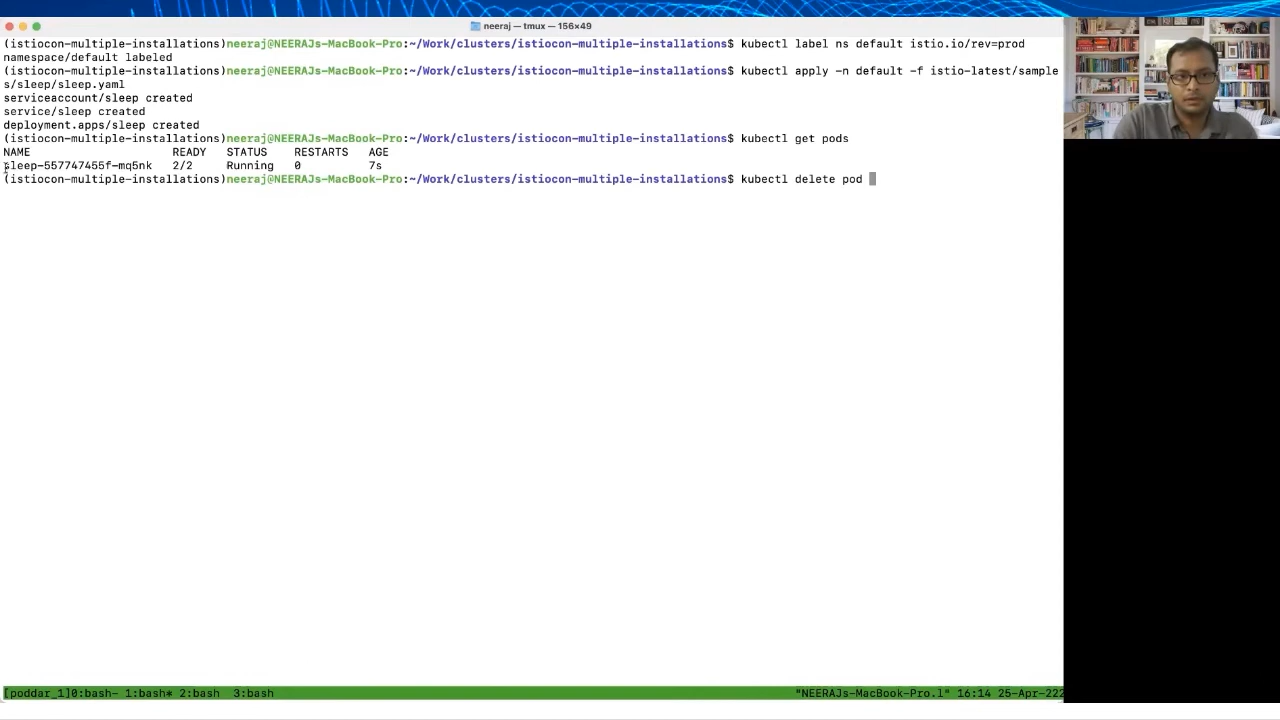 neeraj — tmux — 156×49
(istiocon-multiple-installations)neeraj@NEERAJs-MacBook-Pro:~/Work/clusters/istiocon-multiple-installations$ kubectl label ns default istio.io/rev=prod
namespace/default labeled
(istiocon-multiple-installations)neeraj@NEERAJs-MacBook-Pro:~/Work/clusters/istiocon-multiple-installations$ kubectl apply -n default -f istio-latest/sample
s/sleep/sleep.yaml
serviceaccount/sleep created
service/sleep created
deployment.apps/sleep created
(istiocon-multiple-installations)neeraj@NEERAJs-MacBook-Pro:~/Work/clusters/istiocon-multiple-installations$ kubectl get pods
NAME READY STATUS RESTARTS AGE
sleep-557747455f-mq5nk 2/2 Running 0 7s
(istiocon-multiple-installations)neeraj@NEERAJs-MacBook-Pro:~/Work/clusters/istiocon-multiple-installations$ kubectl delete pod
[poddar_1]0:bash- 1:bash* 2:bash 3:bash "NEERAJs-MacBook-Pro.l" 16:14 25-Apr-222